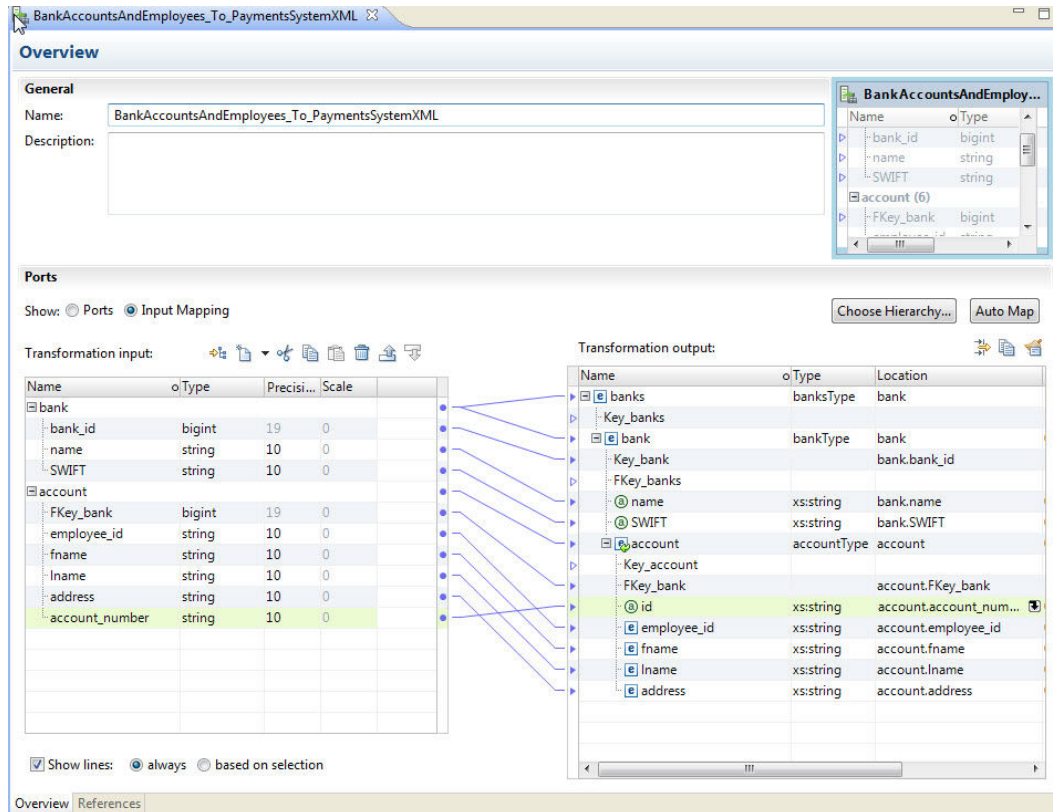 BankAccountsAndEmployees_To_PaymentsSystemXML
Overview
General
Name: BankAccountsAndEmployees_To_PaymentsSystemXML
Description:
BankAccountsAndEmploy...
Name Type
bank_id bigint
name string
SWIFT string
account (6)
FKey_bank bigint
Ports
Show: Ports Input Mapping
Choose Hierarchy... Auto Map
Transformation input:
Name Type Precisi... Scale
bank
bank_id bigint 19 0
name string 10 0
SWIFT string 10 0
account
FKey_bank bigint 19 0
employee_id string 10 0
fname string 10 0
lname string 10 0
address string 10 0
account_number string 10 0
Transformation output:
Name Type Location
e banks banksType bank
Key_banks
e bank bankType bank
Key_bank bank.bank_id
FKey_banks
a name xs:string bank.name
a SWIFT xs:string bank.SWIFT
e account accountType account
Key_account
FKey_bank account.FKey_bank
a id xs:string account.account_num...
e employee_id xs:string account.employee_id
e fname xs:string account.fname
e lname xs:string account.lname
e address xs:string account.address
Show lines: always based on selection
Overview References